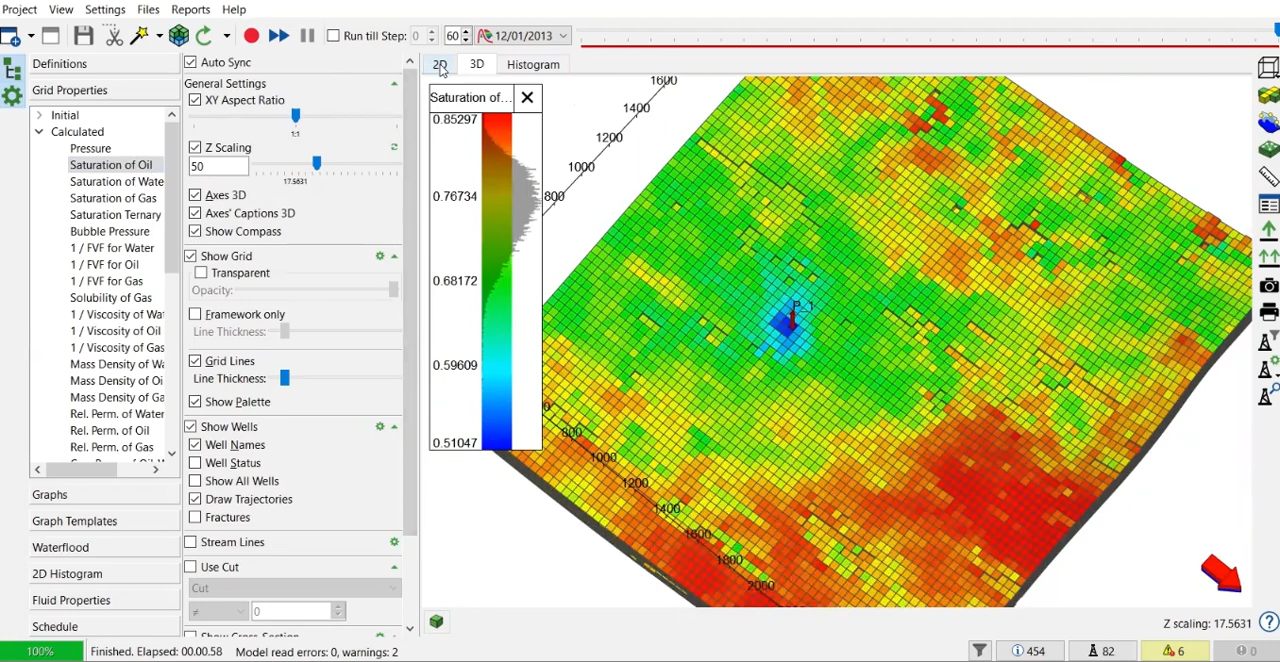 Project View Settings Files Reports Help
Run till Step: 0 60 12/01/2013
Definitions
Grid Properties
Initial
Calculated
Pressure
Saturation of Oil
Saturation of Wate
Saturation of Gas
Saturation Ternary
Bubble Pressure
1 / FVF for Water
1 / FVF for Oil
1 / FVF for Gas
Solubility of Gas
1 / Viscosity of Wat
1 / Viscosity of Oil
1 / Viscosity of Gas
Mass Density of Wa
Mass Density of Oi
Mass Density of Ga
Rel. Perm. of Water
Rel. Perm. of Oil
Rel. Perm. of Gas
Graphs
Graph Templates
Waterflood
2D Histogram
Fluid Properties
Schedule
Auto Sync
General Settings
XY Aspect Ratio
1:1
Z Scaling
50
17.5631
Axes 3D
Axes' Captions 3D
Show Compass
Show Grid
Transparent
Opacity:
Framework only
Line Thickness:
Grid Lines
Line Thickness:
Show Palette
Show Wells
Well Names
Well Status
Show All Wells
Draw Trajectories
Fractures
Stream Lines
Use Cut
Cut
≠ 0
Show Cross-Section
2D 3D Histogram
Saturation of...
0.85297
0.76734
0.68172
0.59609
0.51047
1600
1400
1200
1000
800
P_1
800
1000
1200
1400
1600
1800
2000
Z scaling: 17.5631
100% Finished. Elapsed: 00.00.58 Model read errors: 0, warnings: 2
454 82 6 0